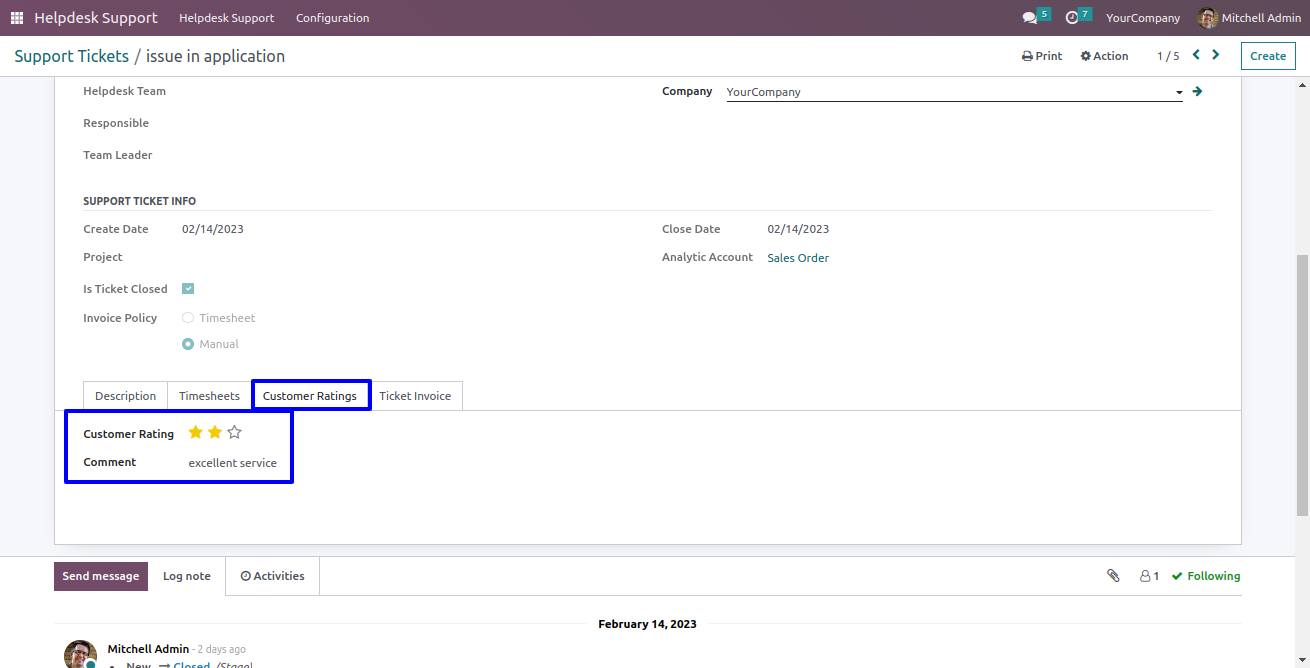 Helpdesk Support Helpdesk Support Configuration 5 7 YourCompany Mitchell Admin
Support Tickets / issue in application Print Action 1 / 5 Create
Helpdesk Team Company YourCompany
Responsible
Team Leader
SUPPORT TICKET INFO
Create Date 02/14/2023 Close Date 02/14/2023
Project Analytic Account Sales Order
Is Ticket Closed
Invoice Policy Timesheet
Manual
Description Timesheets Customer Ratings Ticket Invoice
Customer Rating
Comment excellent service
Send message Log note Activities 1 Following
February 14, 2023
Mitchell Admin - 2 days ago
New Closed (Stage)